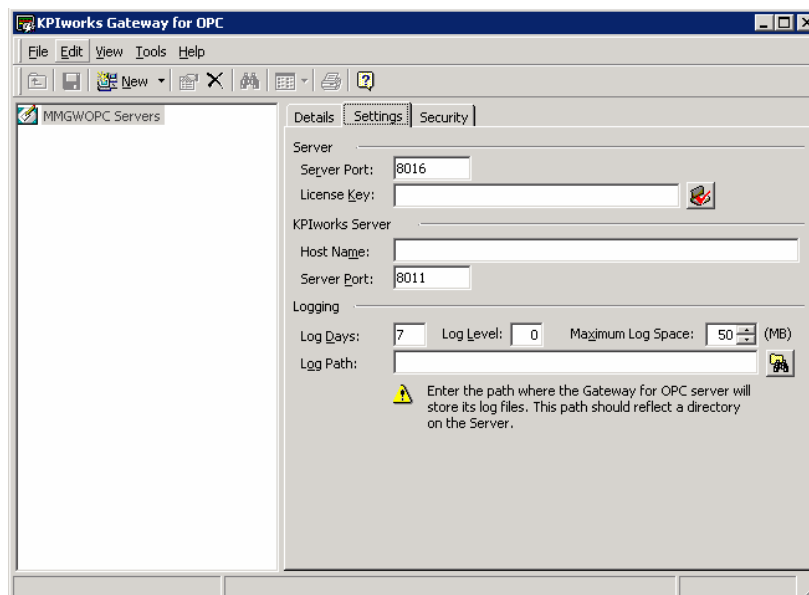 KPIworks Gateway for OPC
File Edit View Tools Help
New
MMGWOPC Servers
Details Settings Security
Server
Server Port: 8016
License Key:
KPIworks Server
Host Name:
Server Port: 8011
Logging
Log Days: 7 Log Level: 0 Maximum Log Space: 50 (MB)
Log Path:
Enter the path where the Gateway for OPC server will
store its log files. This path should reflect a directory
on the Server.